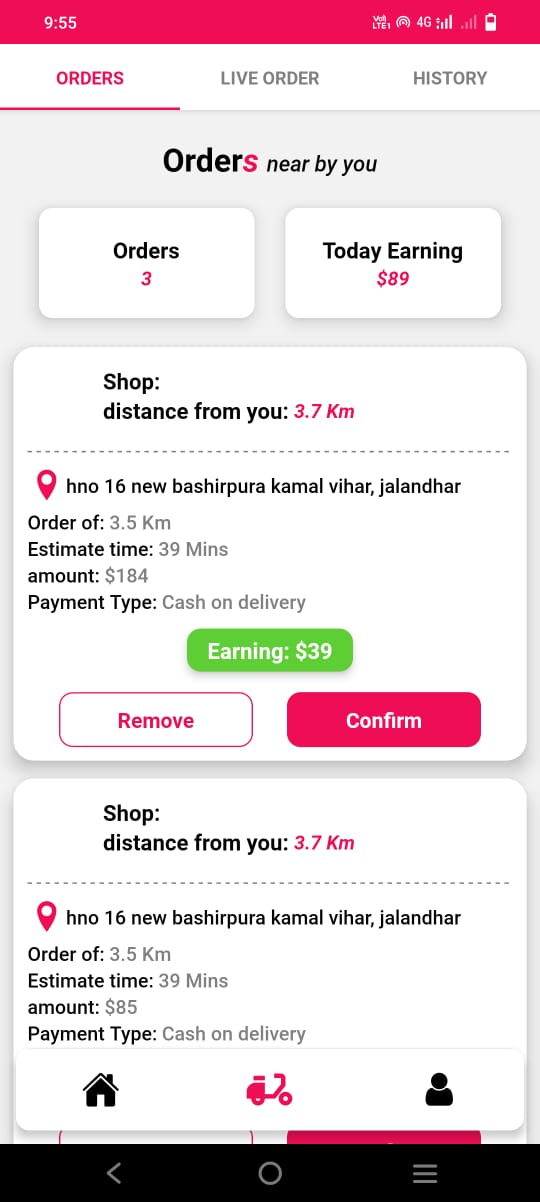 9:55
Vo)) LTE1 4G
ORDERS LIVE ORDER HISTORY
Orders near by you
Orders
3
Today Earning
$89
Shop:
distance from you: 3.7 Km
hno 16 new bashirpura kamal vihar, jalandhar
Order of: 3.5 Km
Estimate time: 39 Mins
amount: $184
Payment Type: Cash on delivery
Earning: $39
Remove Confirm
Shop:
distance from you: 3.7 Km
hno 16 new bashirpura kamal vihar, jalandhar
Order of: 3.5 Km
Estimate time: 39 Mins
amount: $85
Payment Type: Cash on delivery